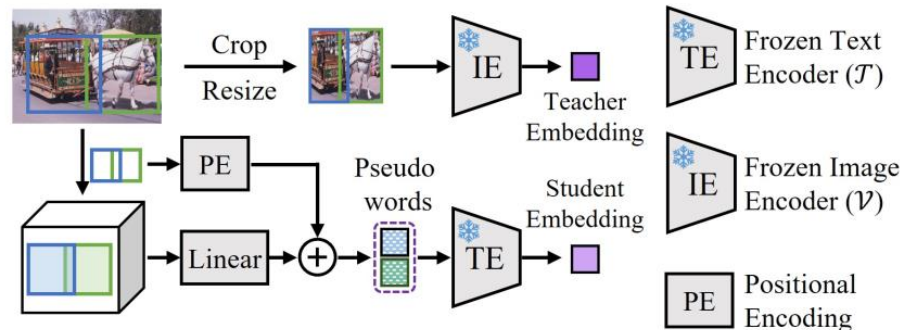 Crop
Resize
IE
Teacher
Embedding
TE
Frozen Text
Encoder (𝒯)
PE
Pseudo
words
Student
Embedding
IE
Frozen Image
Encoder (𝒱)
Linear
+
TE
PE
Positional
Encoding